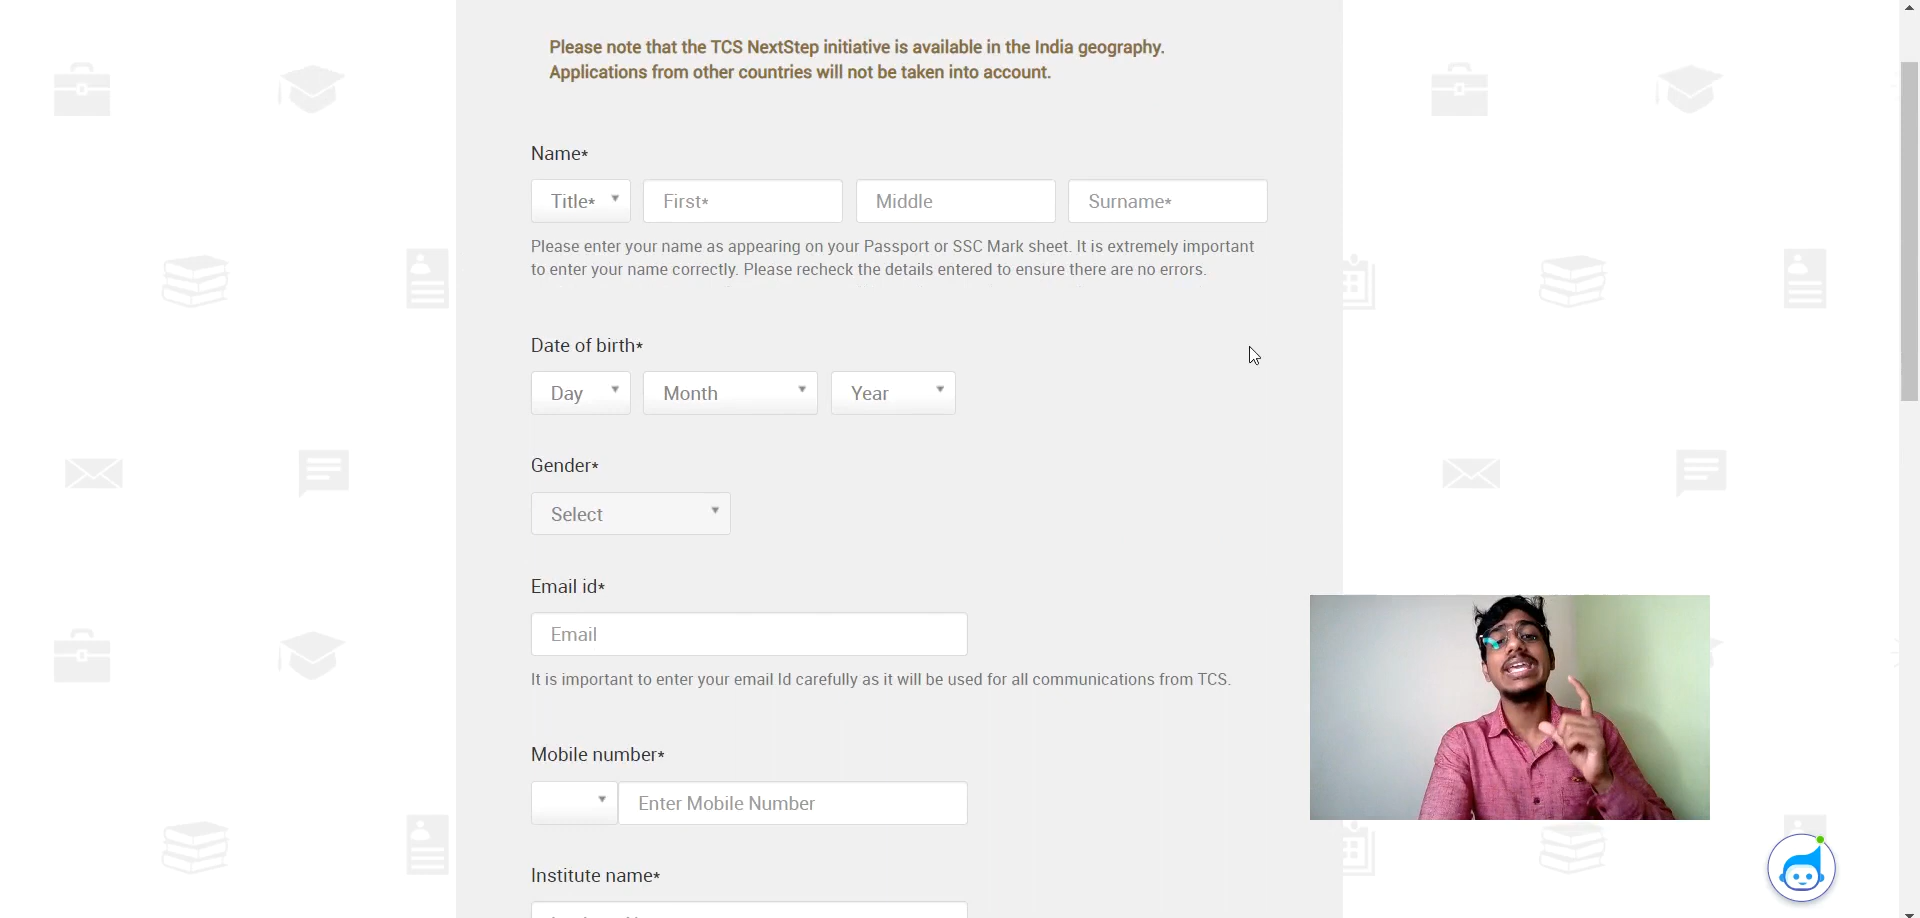 Please note that the TCS NextStep initiative is available in the India geography.
Applications from other countries will not be taken into account.
Name*
Title* First* Middle Surname*
Please enter your name as appearing on your Passport or SSC Mark sheet. It is extremely important
to enter your name correctly. Please recheck the details entered to ensure there are no errors.
Date of birth*
Day Month Year
Gender*
Select
Email id*
Email
It is important to enter your email Id carefully as it will be used for all communications from TCS.
Mobile number*
Enter Mobile Number
Institute name*